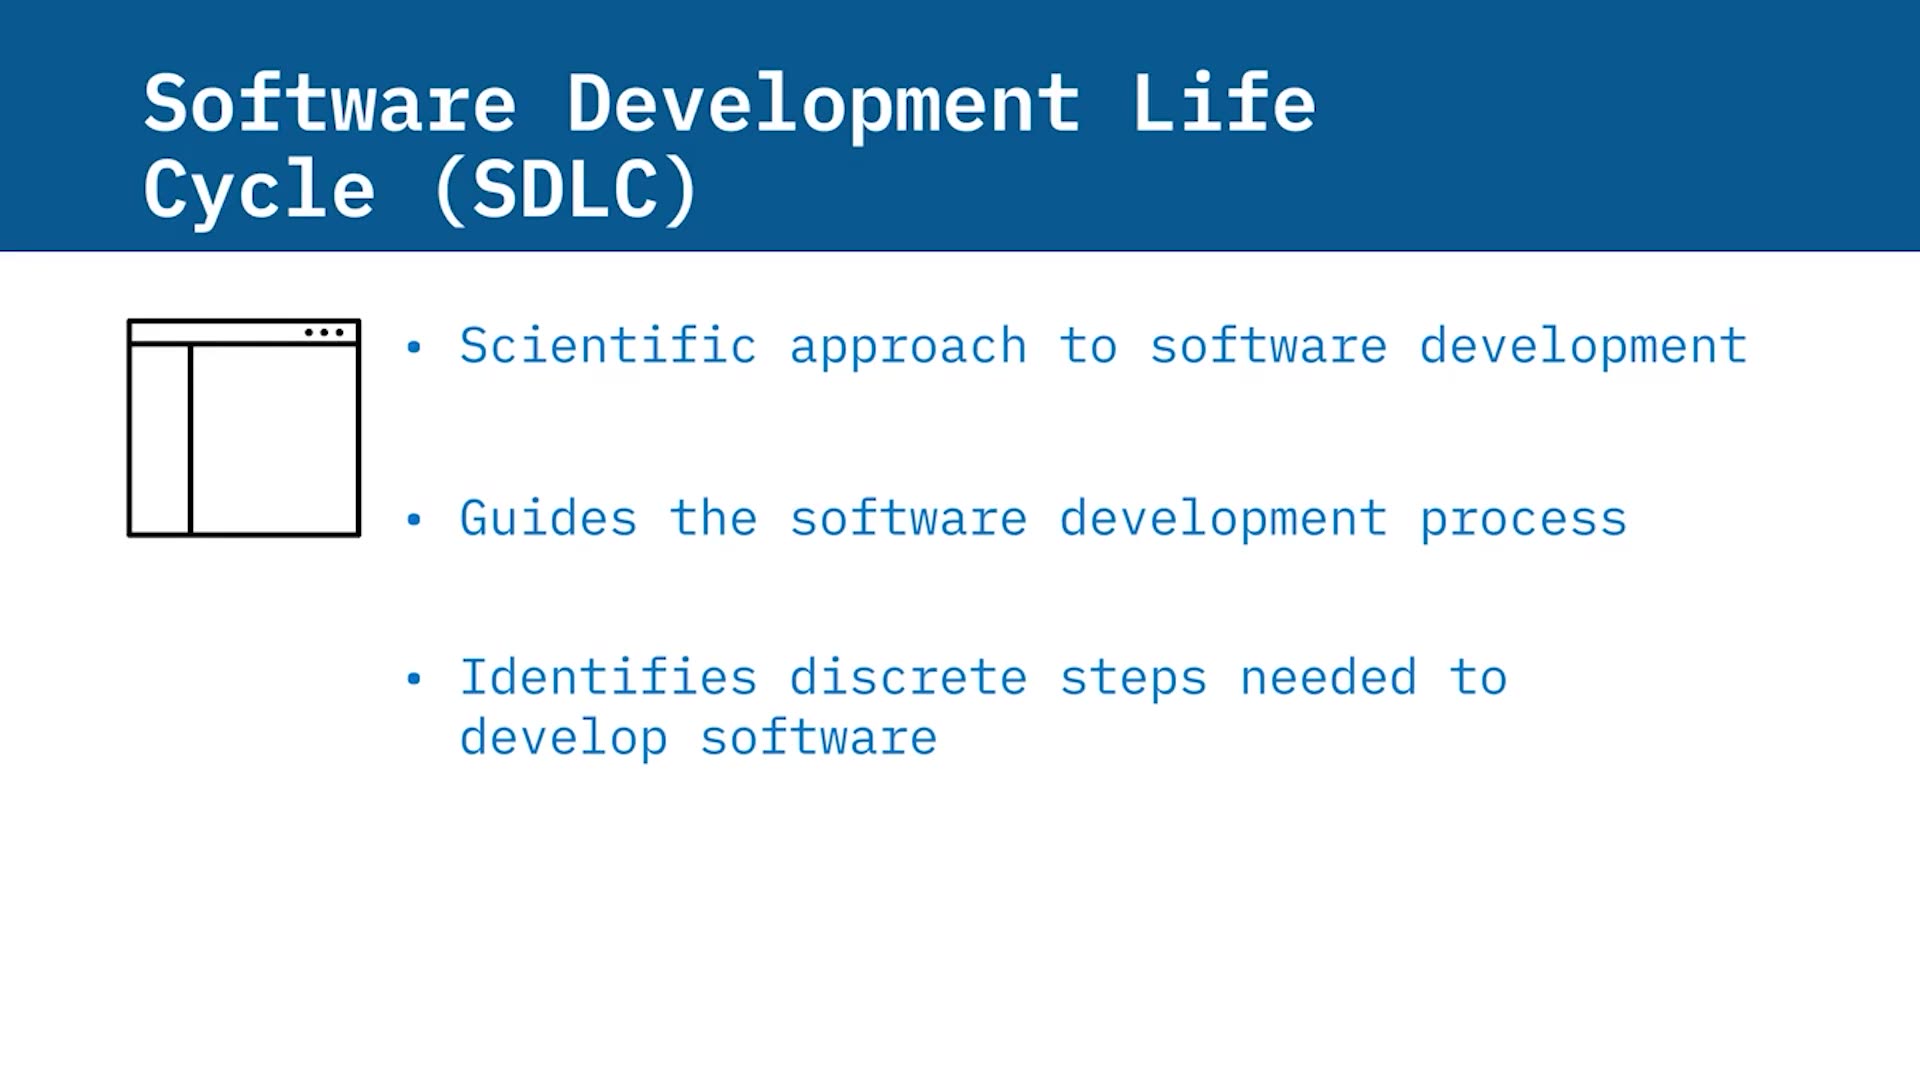 Software Development Life
Cycle (SDLC)
• Scientific approach to software development
• Guides the software development process
• Identifies discrete steps needed to
develop software